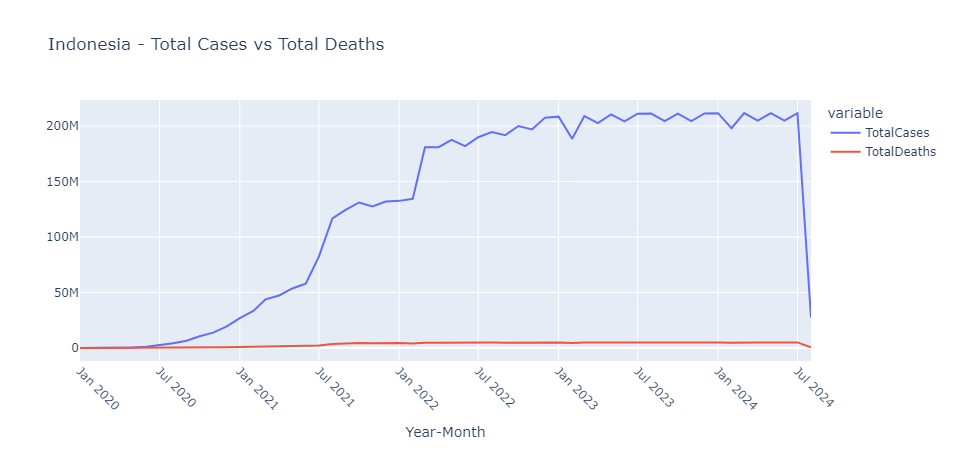 Indonesia - Total Cases vs Total Deaths
variable
TotalCases
TotalDeaths
200M
150M
100M
50M
0
Jan 2020
Jul 2020
Jan 2021
Jul 2021
Jan 2022
Jul 2022
Jan 2023
Jul 2023
Jan 2024
Jul 2024
Year-Month